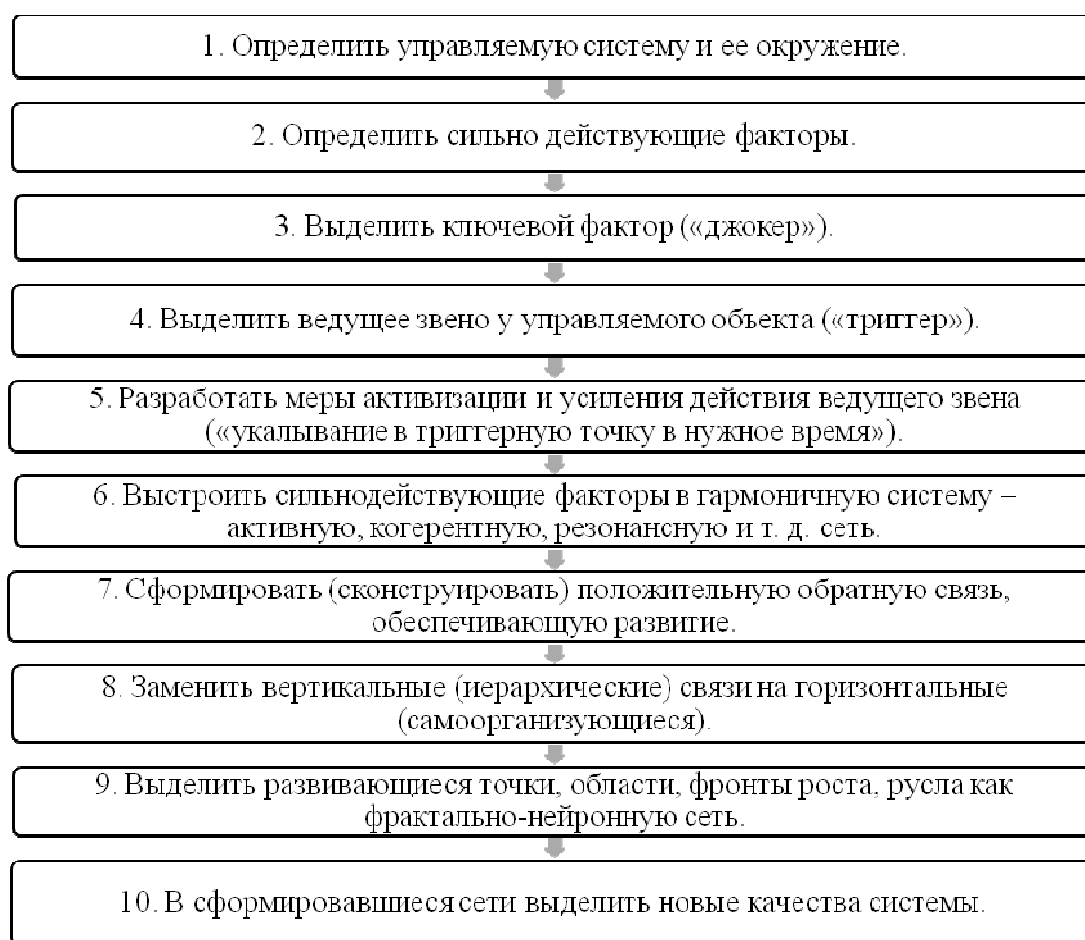 1. Определить управляемую систему и ее окружение.
2. Определить сильно действующие факторы.
3. Выделить ключевой фактор («джокер»).
4. Выделить ведущее звено у управляемого объекта («триггер»).
5. Разработать меры активизации и усиления действия ведущего звена
(«укалывание в триггерную точку в нужное время»).
6. Выстроить сильнодействующие факторы в гармоничную систему –
активную, когерентную, резонансную и т. д. сеть.
7. Сформировать (сконструировать) положительную обратную связь,
обеспечивающую развитие.
8. Заменить вертикальные (иерархические) связи на горизонтальные
(самоорганизующиеся).
9. Выделить развивающиеся точки, области, фронты роста, русла как
фрактально-нейронную сеть.
10. В сформировавшиеся сети выделить новые качества системы.